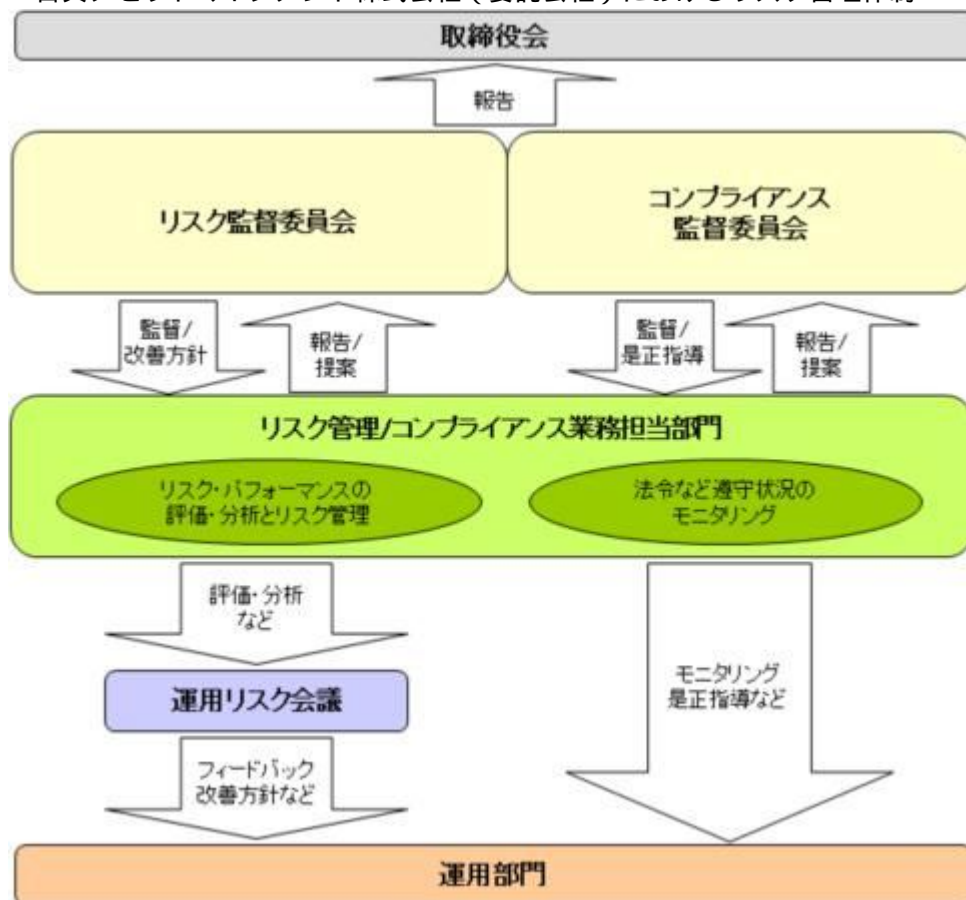 取締役会
報告
リスク監督委員会
コンプライアンス
監督委員会
監督/
改善方針
報告/
提案
監督/
是正指導
報告/
提案
リスク管理/コンプライアンス業務担当部門
リスク・パフォーマンスの
評価・分析とリスク管理
法令など遵守状況の
モニタリング
評価・分析
など
運用リスク会議
モニタリング
是正指導など
フィードバック
改善方針など
運用部門